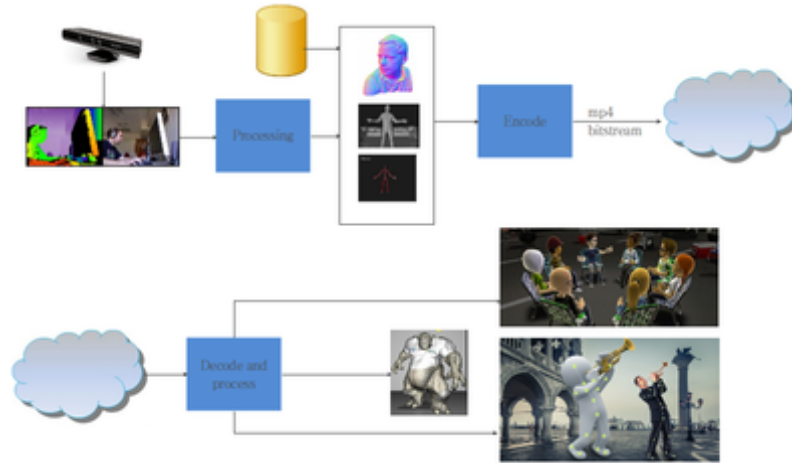 Processing
Encode
mp4
bitstream
Decode and
process